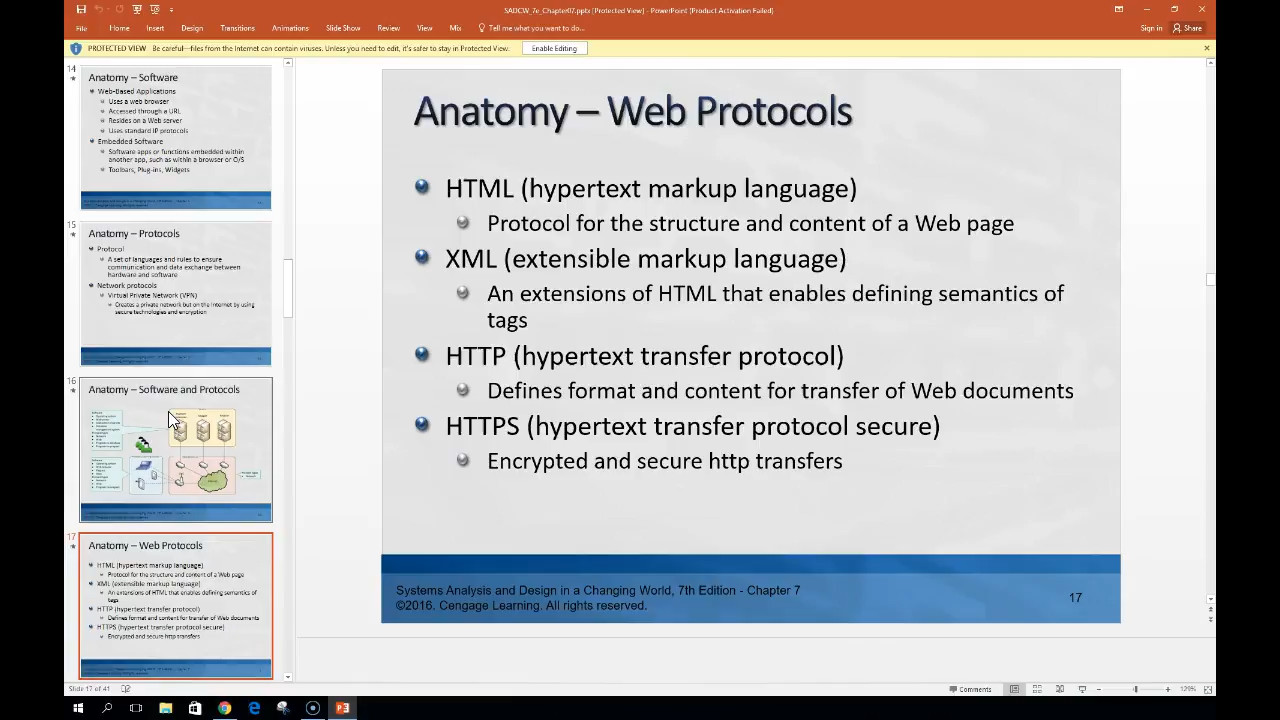 SADCW_7e_Chapter07.pptx [Protected View] - PowerPoint (Product Activation Failed)
File Home Insert Design Transitions Animations Slide Show Review View Mix Tell me what you want to do... Sign in Share
PROTECTED VIEW Be careful—files from the Internet can contain viruses. Unless you need to edit, it's safer to stay in Protected View. Enable Editing
14
Anatomy – Software
Web-Based Applications
Uses a web browser
Accessed through a URL
Resides on a Web server
Uses standard IP protocols
Embedded Software
Software apps or functions embedded within
another app, such as within a browser or O/S
Toolbars, Plug-ins, Widgets
15
Anatomy – Protocols
Protocol
A set of languages and rules to ensure
communication and data exchange between
hardware and software
Network protocols
Virtual Private Network (VPN)
Creates a private network but on the Internet by using
secure technologies and encryption
16
Anatomy – Software and Protocols
17
Anatomy – Web Protocols
HTML (hypertext markup language)
Protocol for the structure and content of a Web page
XML (extensible markup language)
An extensions of HTML that enables defining semantics of
tags
HTTP (hypertext transfer protocol)
Defines format and content for transfer of Web documents
HTTPS (hypertext transfer protocol secure)
Encrypted and secure http transfers
Anatomy – Web Protocols
HTML (hypertext markup language)
Protocol for the structure and content of a Web page
XML (extensible markup language)
An extensions of HTML that enables defining semantics of
tags
HTTP (hypertext transfer protocol)
Defines format and content for transfer of Web documents
HTTPS (hypertext transfer protocol secure)
Encrypted and secure http transfers
Systems Analysis and Design in a Changing World, 7th Edition - Chapter 7
©2016. Cengage Learning. All rights reserved.
17
Slide 17 of 41
Comments
129%